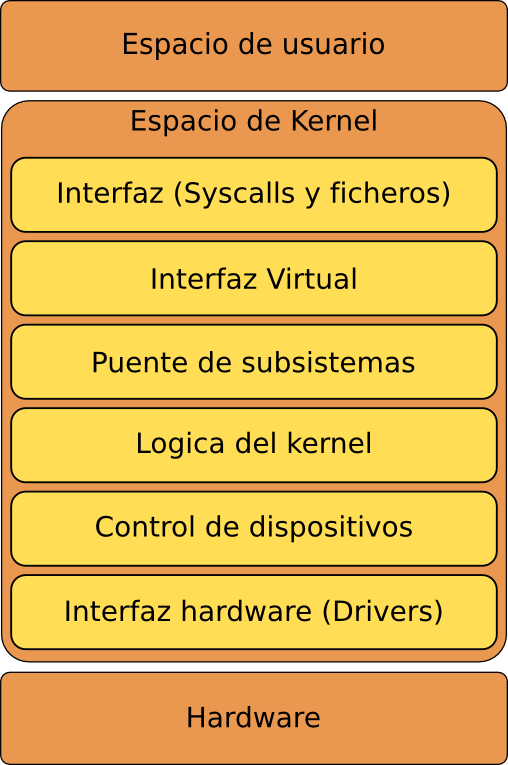 Espacio de usuario
Espacio de Kernel
Interfaz (Syscalls y ficheros)
Interfaz Virtual
Puente de subsistemas
Logica del kernel
Control de dispositivos
Interfaz hardware (Drivers)
Hardware